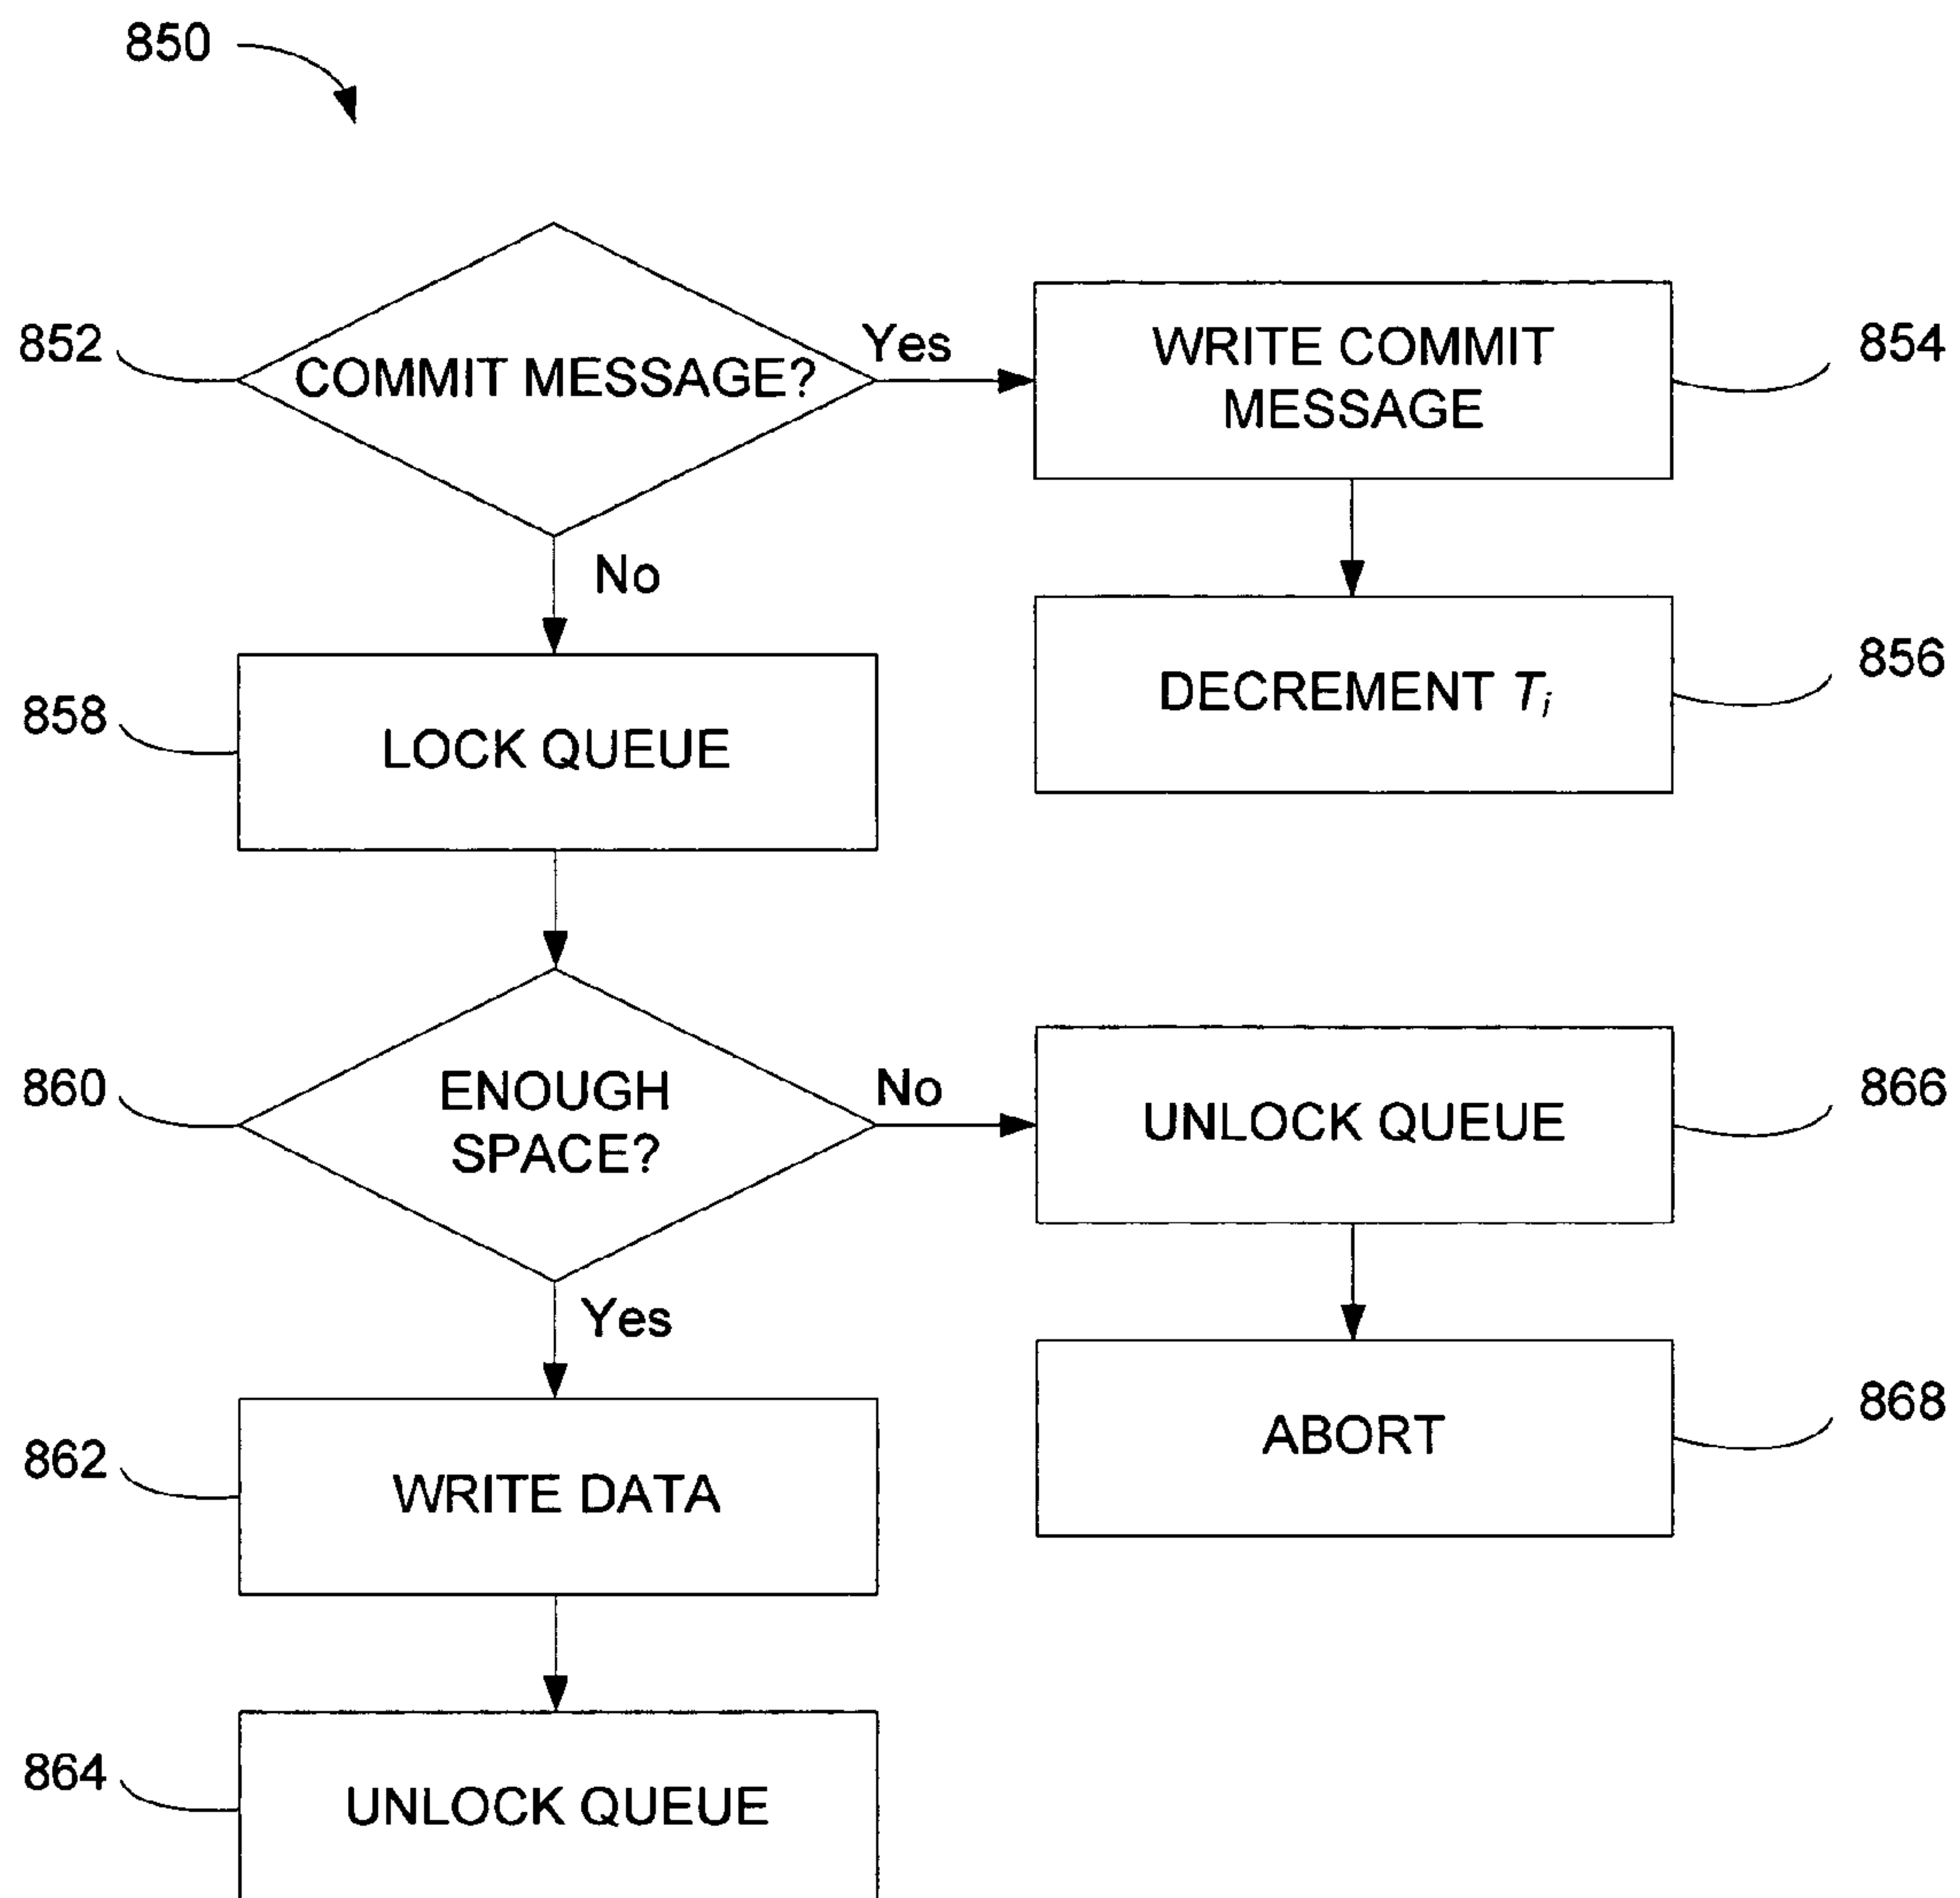 850
852
COMMIT MESSAGE?
Yes
WRITE COMMIT
MESSAGE
854
No
DECREMENT Ti
856
858
LOCK QUEUE
860
ENOUGH
SPACE?
No
UNLOCK QUEUE
866
Yes
ABORT
868
862
WRITE DATA
864
UNLOCK QUEUE